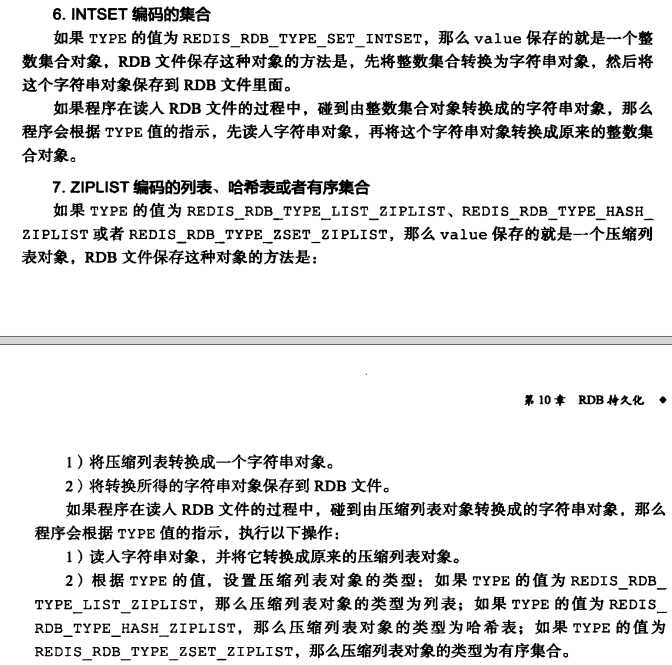 6. INTSET 编码的集合
如果 TYPE 的值为 REDIS_RDB_TYPE_SET_INTSET，那么 value 保存的就是一个整
数集合对象，RDB 文件保存这种对象的方法是，先将整数集合转换为字符串对象，然后将
这个字符串对象保存到 RDB 文件里面。
如果程序在读入 RDB 文件的过程中，碰到由整数集合对象转换成的字符串对象，那么
程序会根据 TYPE 值的指示，先读入字符串对象，再将这个字符串对象转换成原来的整数集
合对象。
7. ZIPLIST 编码的列表、哈希表或者有序集合
如果 TYPE 的值为 REDIS_RDB_TYPE_LIST_ZIPLIST、REDIS_RDB_TYPE_HASH_
ZIPLIST 或者 REDIS_RDB_TYPE_ZSET_ZIPLIST，那么 value 保存的就是一个压缩列
表对象，RDB 文件保存这种对象的方法是：
第 10 章 RDB 持久化 ◆
1）将压缩列表转换成一个字符串对象。
2）将转换所得的字符串对象保存到 RDB 文件。
如果程序在读入 RDB 文件的过程中，碰到由压缩列表对象转换成的字符串对象，那么
程序会根据 TYPE 值的指示，执行以下操作：
1）读入字符串对象，并将它转换成原来的压缩列表对象。
2）根据 TYPE 的值，设置压缩列表对象的类型：如果 TYPE 的值为 REDIS_RDB_
TYPE_LIST_ZIPLIST，那么压缩列表对象的类型为列表；如果 TYPE 的值为 REDIS_
RDB_TYPE_HASH_ZIPLIST，那么压缩列表对象的类型为哈希表；如果 TYPE 的值为
REDIS_RDB_TYPE_ZSET_ZIPLIST，那么压缩列表对象的类型为有序集合。